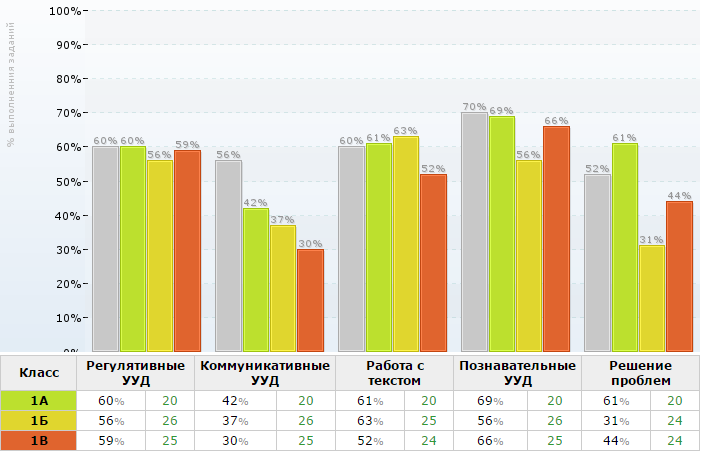 100%
% выполненния заданий
90%
80%
70%
60%
50%
40%
30%
20%
10%
0%
60% 60% 56% 59%
56% 42% 37% 30%
60% 61% 63% 52%
70% 69% 56% 66%
52% 61% 31% 44%
Класс Регулятивные УУД Коммуникативные УУД Работа с текстом Познавательные УУД Решение проблем
1А 60% 20 42% 20 61% 20 69% 20 61% 20
1Б 56% 26 37% 26 63% 25 56% 26 31% 24
1В 59% 25 30% 25 52% 24 66% 25 44% 24